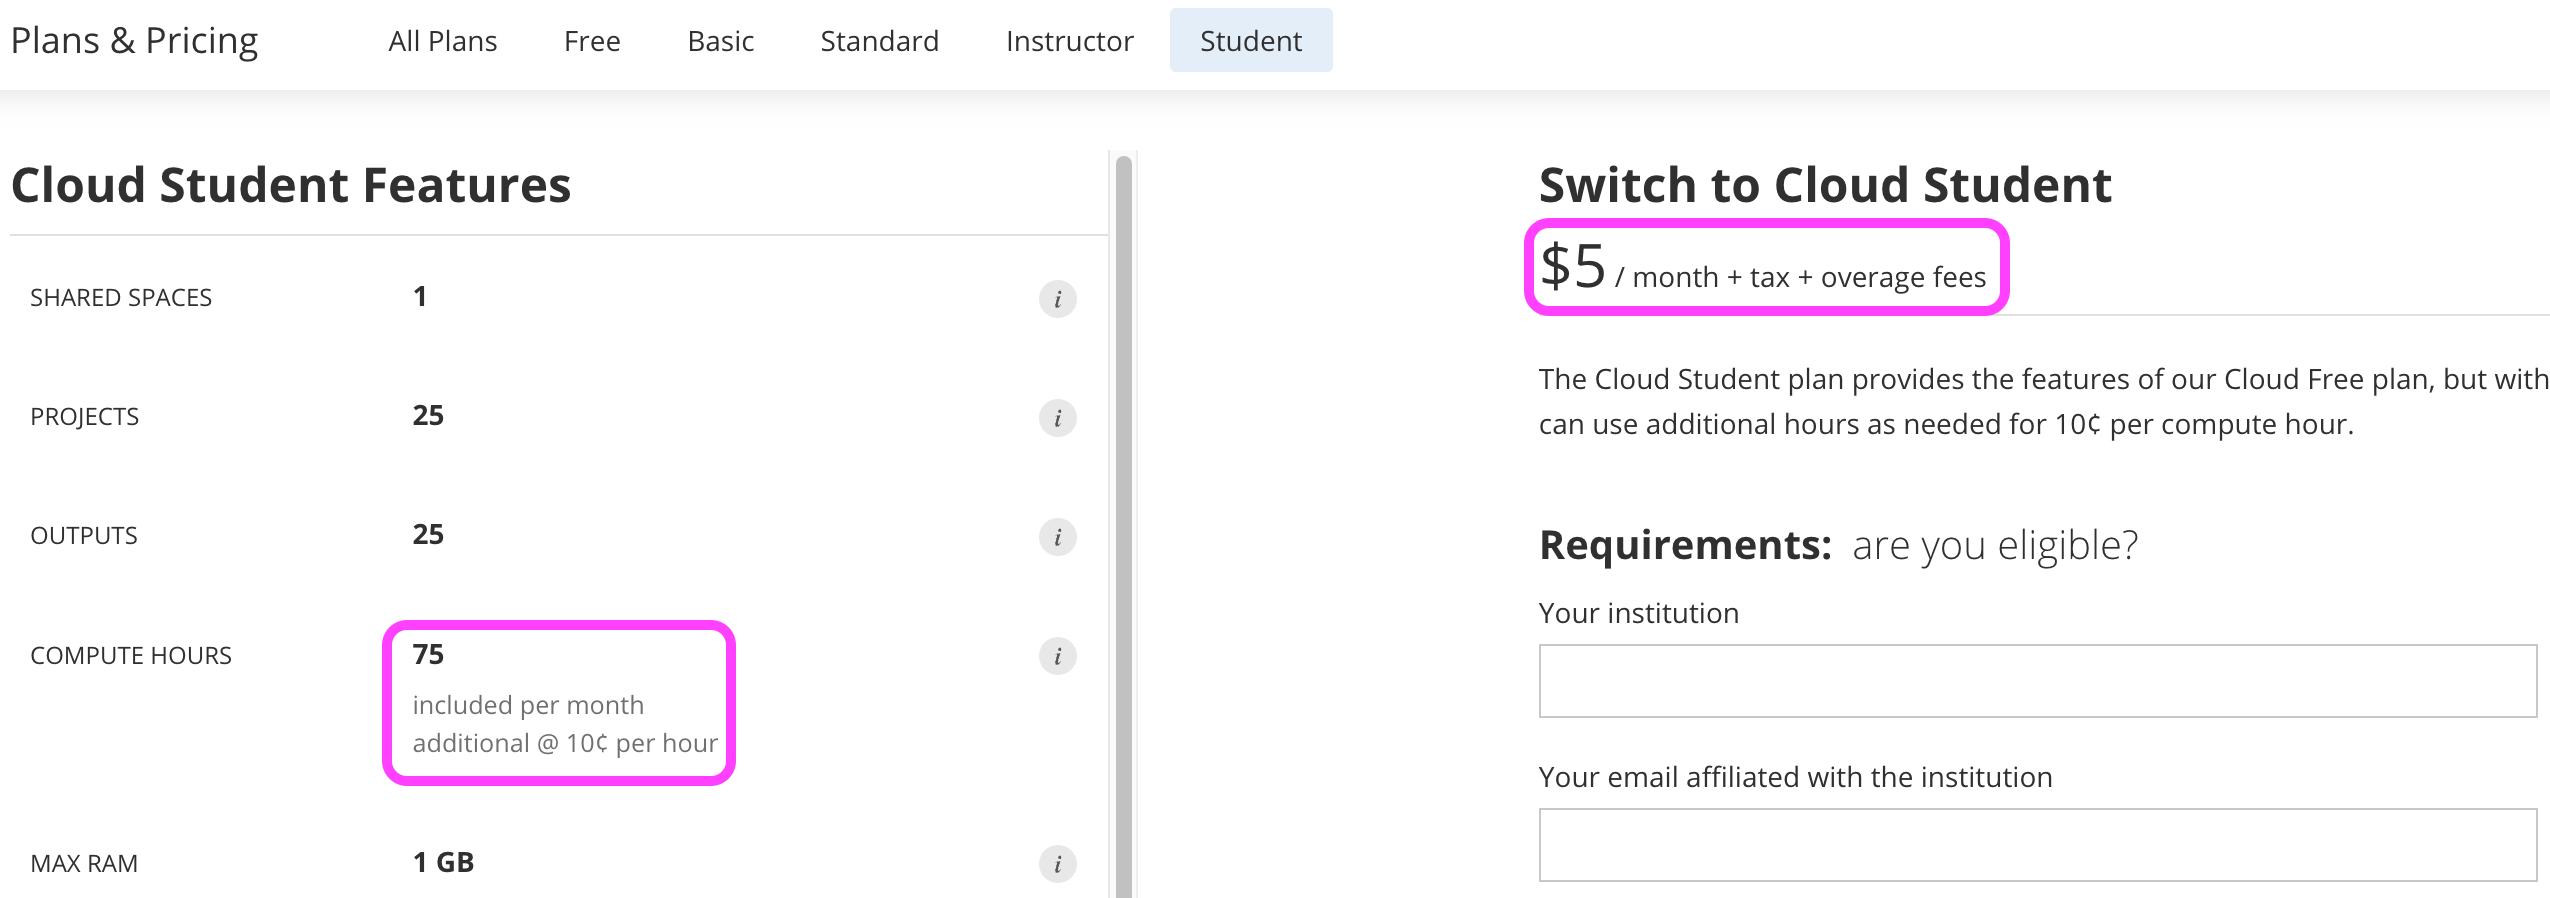 Plans & Pricing All Plans Free Basic Standard Instructor Student
Cloud Student Features
SHARED SPACES 1 i
PROJECTS 25 i
OUTPUTS 25 i
COMPUTE HOURS 75 i
included per month
additional @ 10¢ per hour
MAX RAM 1 GB i
Switch to Cloud Student
$5 / month + tax + overage fees
The Cloud Student plan provides the features of our Cloud Free plan, but with
can use additional hours as needed for 10¢ per compute hour.
Requirements: are you eligible?
Your institution
Your email affiliated with the institution